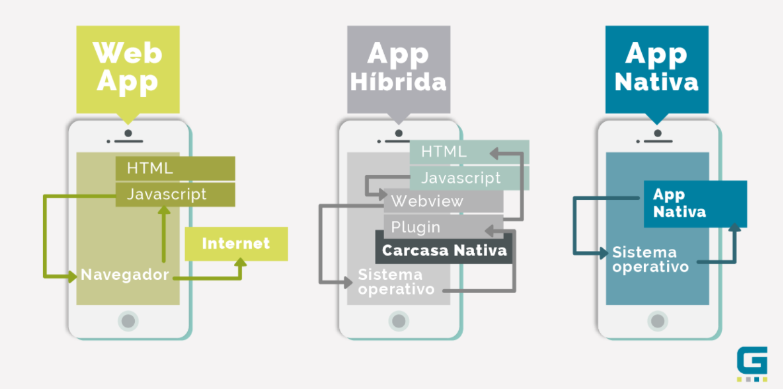 Web
App
HTML
Javascript
Internet
Navegador
App
Híbrida
HTML
Javascript
Webview
Plugin
Carcasa Nativa
Sistema
operativo
App
Nativa
App
Nativa
Sistema
operativo
G